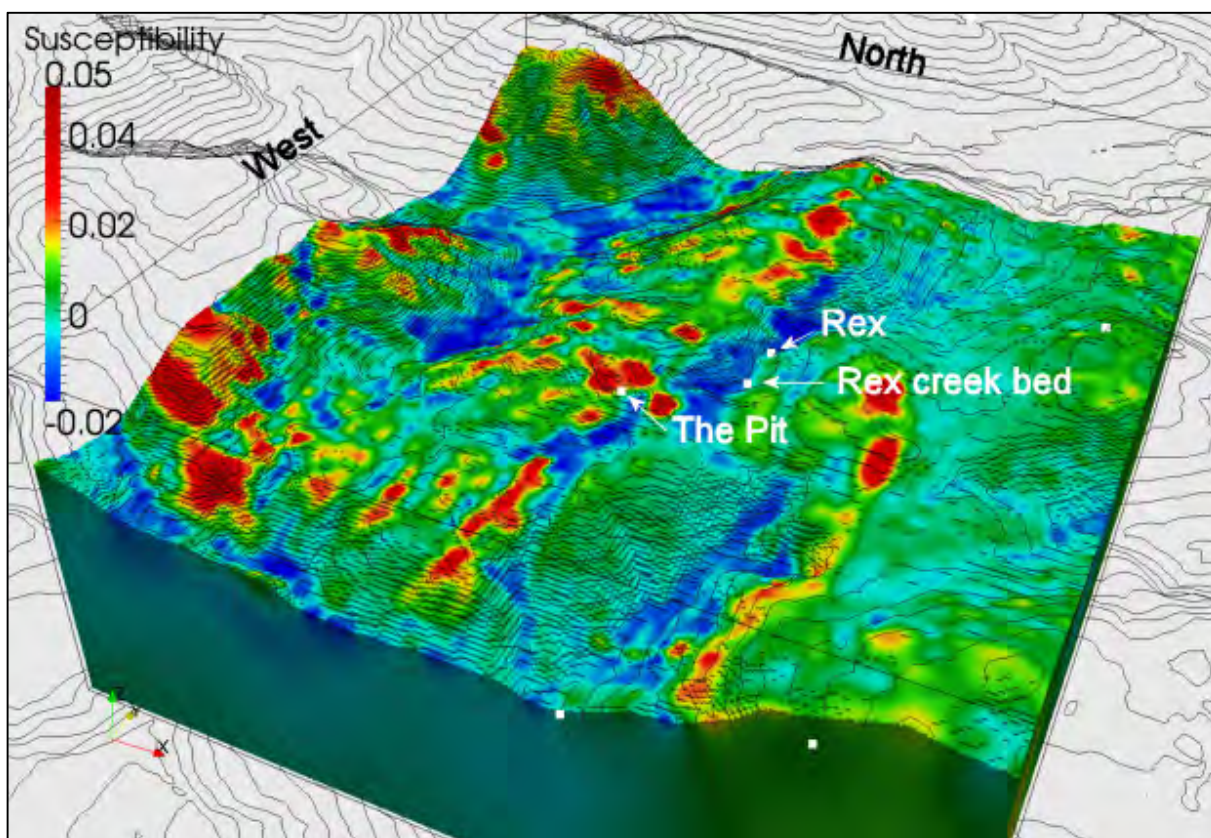 Susceptibility
0.05
0.04
0.02
0
-0.02
West
North
Rex
Rex creek bed
The Pit
Z
X